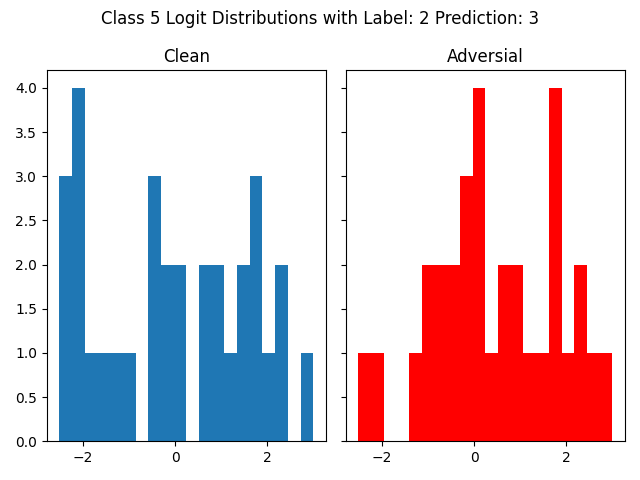 Class 5 Logit Distributions with Label: 2 Prediction: 3
Clean
Adversial
4.0
3.5
3.0
2.5
2.0
1.5
1.0
0.5
0.0
−2 0 2
−2 0 2